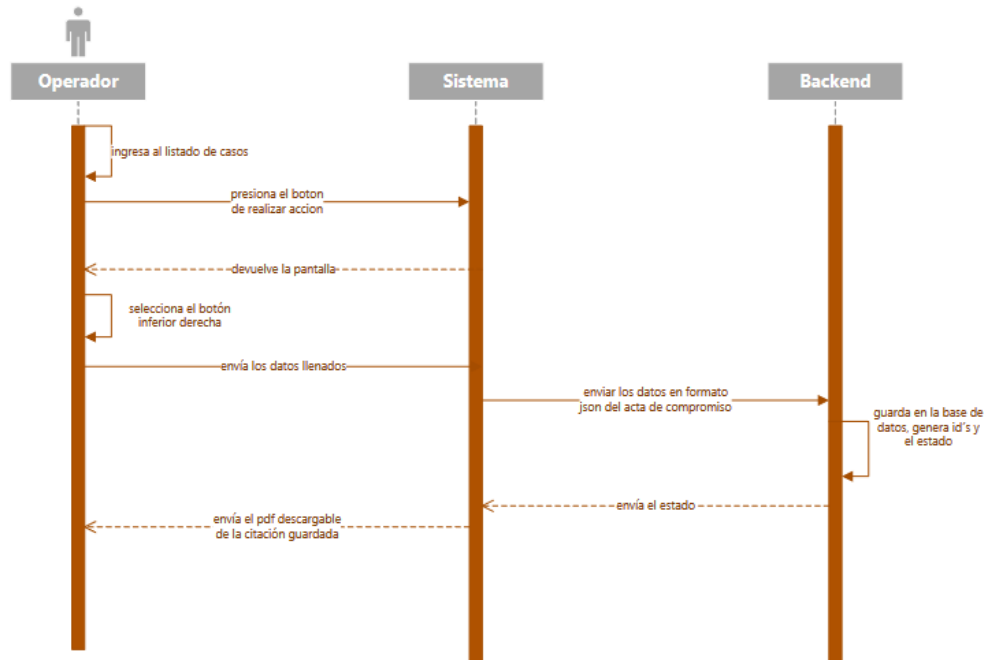 Operador
Sistema
Backend
ingresa al listado de casos
presiona el boton
de realizar accion
devuelve la pantalla
selecciona el botón
inferior derecha
envía los datos llenados
enviar los datos en formato
json del acta de compromiso
guarda en la base de
datos, genera id's y
el estado
envía el estado
envía el pdf descargable
de la citación guardada